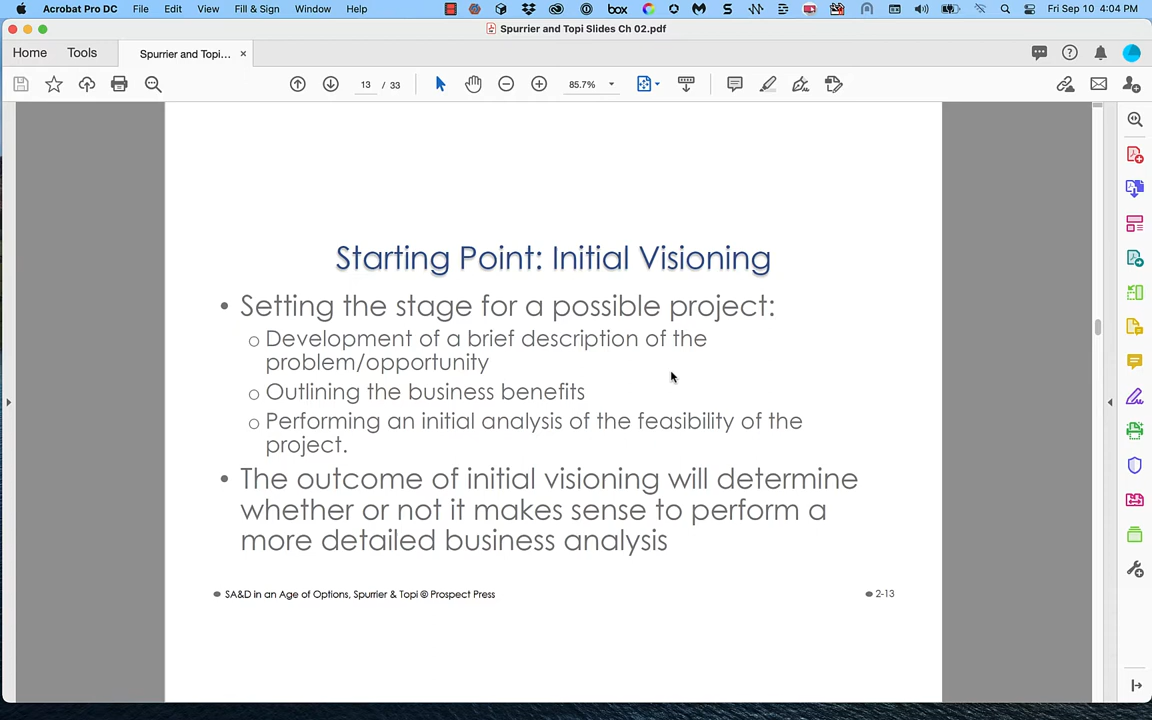 Acrobat Pro DC File Edit View Fill & Sign Window Help box S Fri Sep 10 4:04 PM
Spurrier and Topi Slides Ch 02.pdf
Home Tools Spurrier and Topi... ×
13 / 33 85.7%
Starting Point: Initial Visioning
• Setting the stage for a possible project:
o Development of a brief description of the
problem/opportunity
o Outlining the business benefits
o Performing an initial analysis of the feasibility of the
project.
• The outcome of initial visioning will determine
whether or not it makes sense to perform a
more detailed business analysis
SA&D in an Age of Options, Spurrier & Topi © Prospect Press
2-13